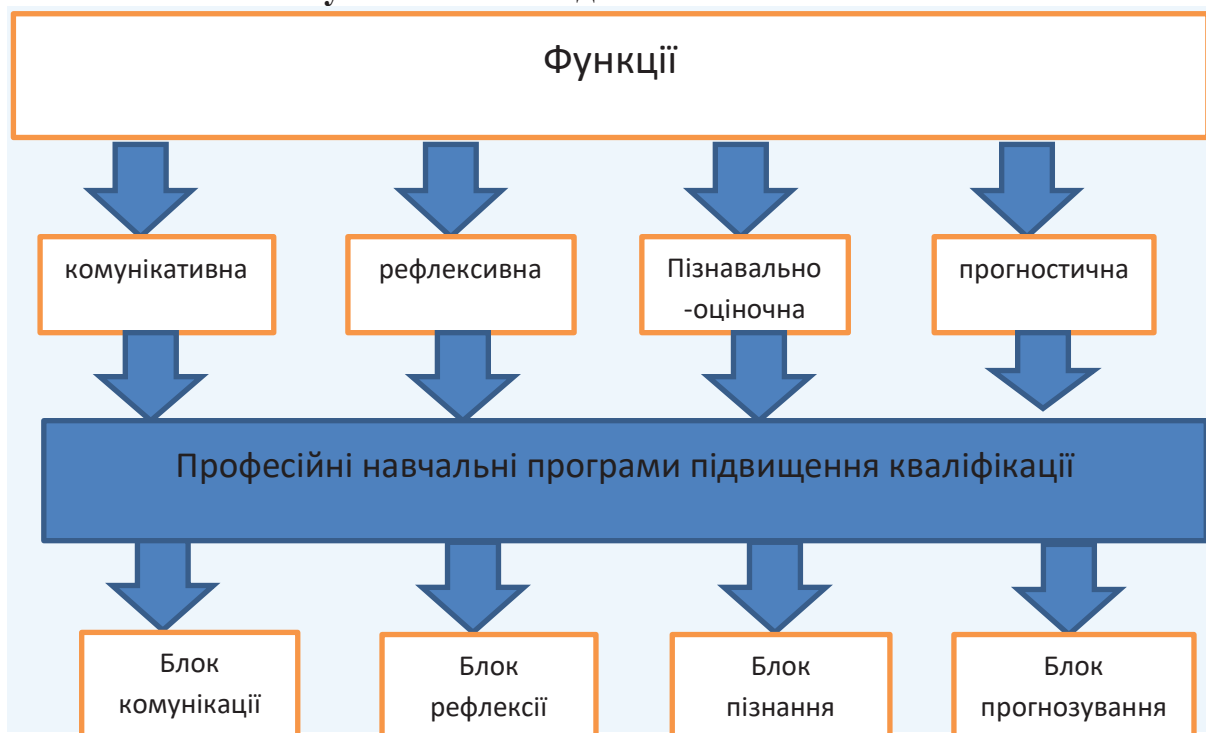 Функції
комунікативна
рефлексивна
Пізнавально
-оціночна
прогностична
Професійні навчальні програми підвищення кваліфікації
Блок
комунікації
Блок
рефлексії
Блок
пізнання
Блок
прогнозування